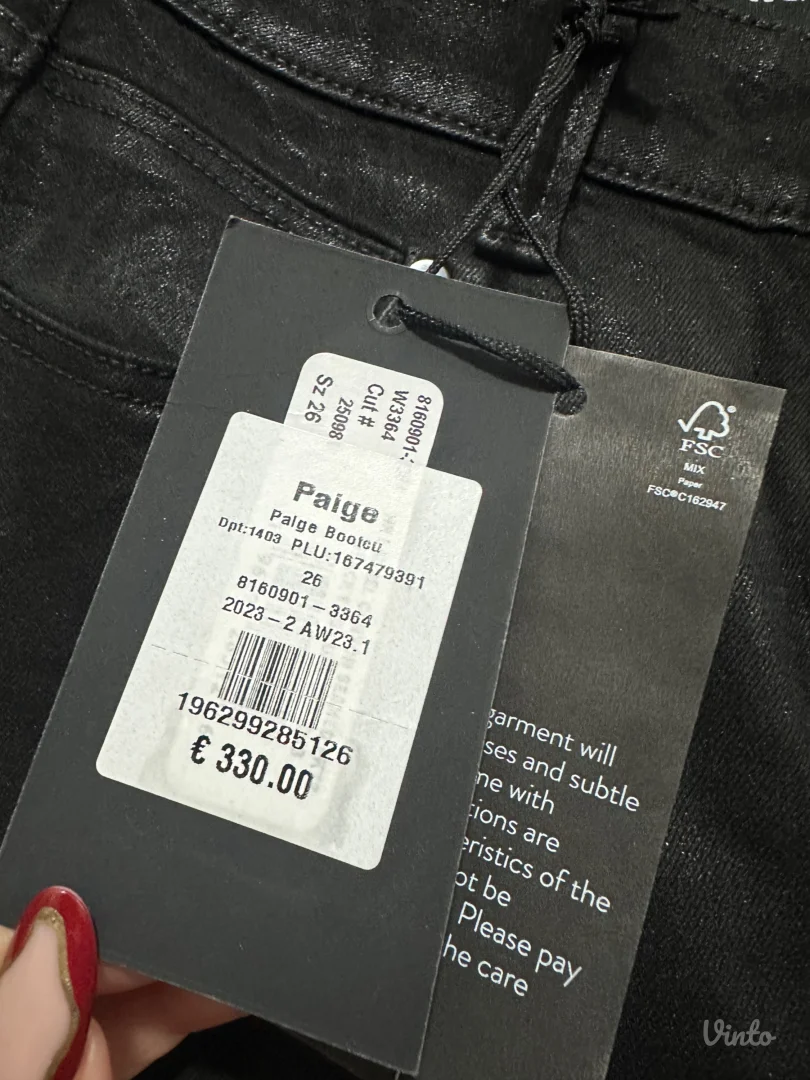 8160901-
W3364
Cut #
25098
Sz 26
Paige
Paige Bootcu
Dpt:1403 PLU:167479391
26
8160901-3364
2023-2 AW23.1
196299285126
€ 330.00
FSC
MIX
Paper
FSC®C162947
garment will
ses and subtle
me with
tions are
eristics of the
ot be
Please pay
he care
Vinto